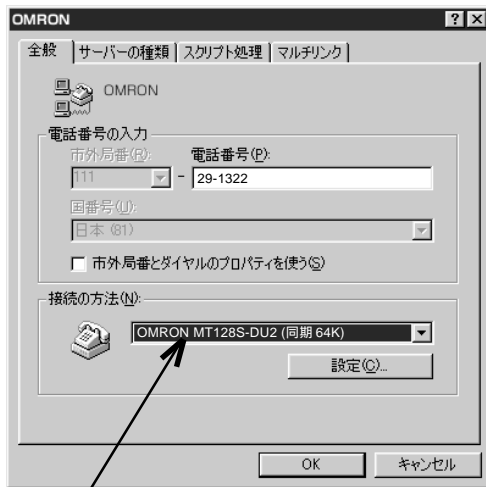 OMRON
全般 サーバーの種類 スクリプト処理 マルチリンク
OMRON
電話番号の入力
市外局番(R): 電話番号(P):
111 - 29-1322
国番号(U):
日本 (81)
市外局番とダイヤルのプロパティを使う(S)
接続の方法(N):
OMRON MT128S-DU2 (同期 64K)
設定(C)...
OK キャンセル